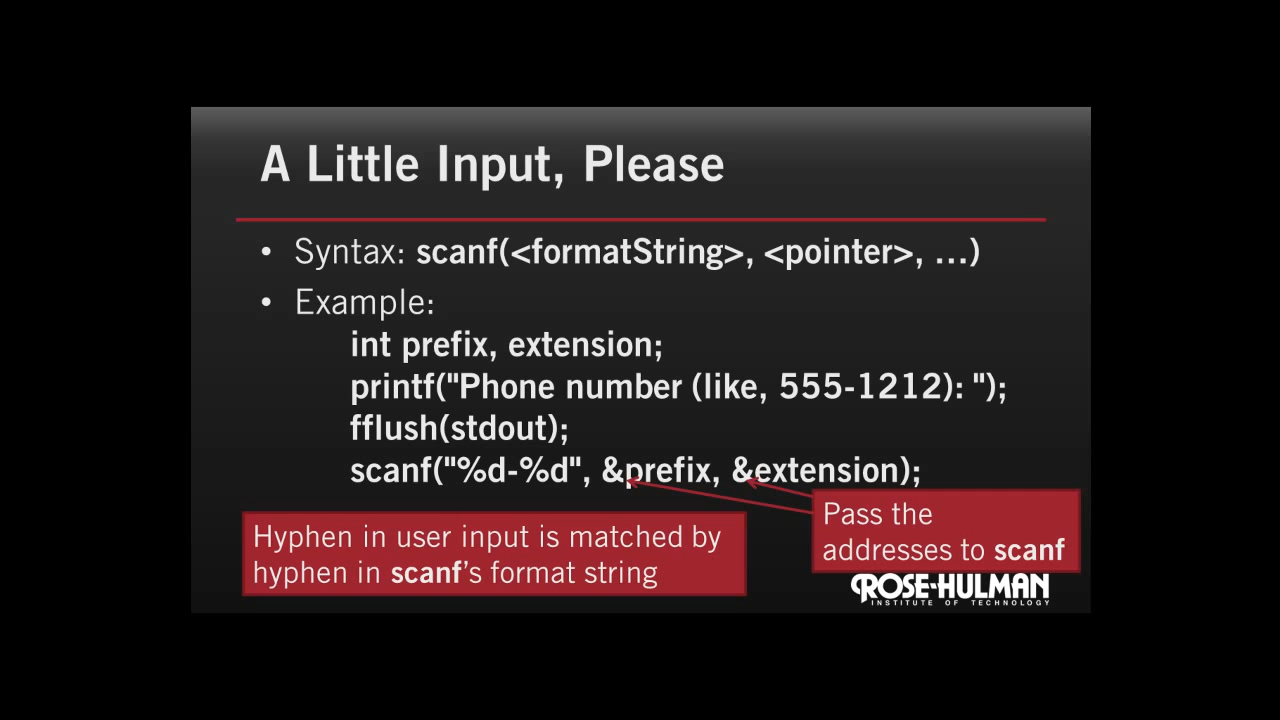 A Little Input, Please
• Syntax: scanf(<formatString>, <pointer>, ...)
• Example:
int prefix, extension;
printf("Phone number (like, 555-1212): ");
fflush(stdout);
scanf("%d-%d", &prefix, &extension);
Hyphen in user input is matched by
hyphen in scanf's format string
Pass the
addresses to scanf
ROSE-HULMAN
INSTITUTE OF TECHNOLOGY